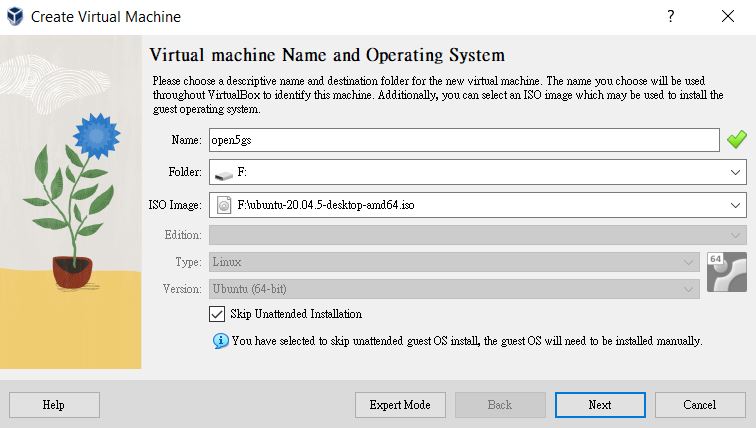 Create Virtual Machine
?
Virtual machine Name and Operating System
Please choose a descriptive name and destination folder for the new virtual machine. The name you choose will be used
throughout VirtualBox to identify this machine. Additionally, you can select an ISO image which may be used to install the
guest operating system.
Name: open5gs
Folder: F:
ISO Image: F:\ubuntu-20.04.5-desktop-amd64.iso
Edition:
Type: Linux
64
Version: Ubuntu (64-bit)
Skip Unattended Installation
You have selected to skip unattended guest OS install, the guest OS will need to be installed manually.
Help Expert Mode Back Next Cancel